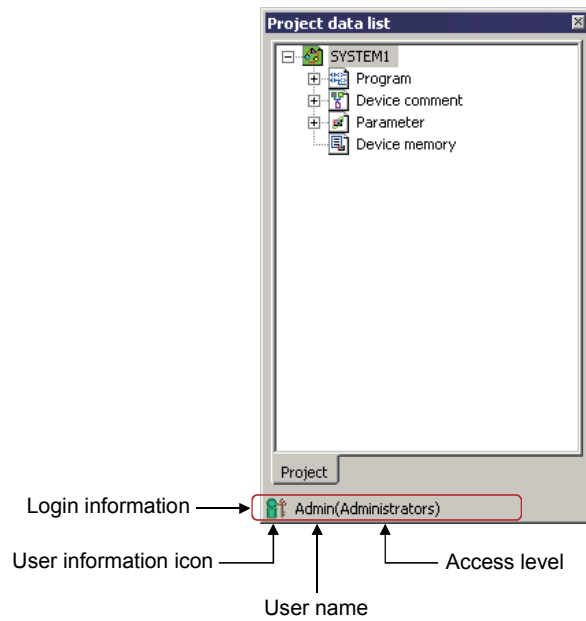 Project data list
SYSTEM1
Program
Device comment
Parameter
Device memory
Project
Login information
Admin(Administrators)
User information icon
Access level
User name